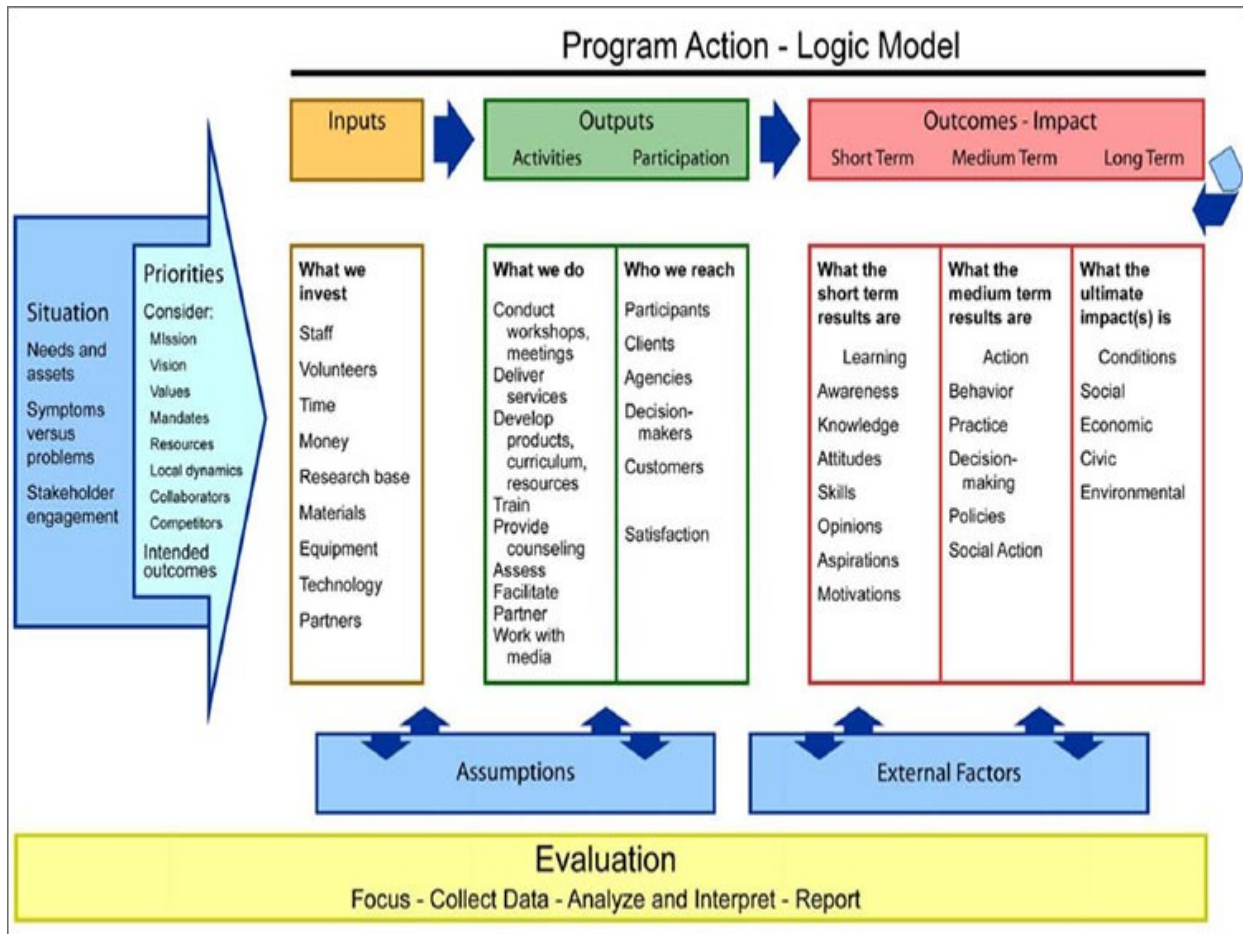 Program Action - Logic Model
Inputs
Outputs
Activities
Participation
Outcomes - Impact
Short Term
Medium Term
Long Term
Situation
Needs and
assets
Symptoms
versus
problems
Stakeholder
engagement
Priorities
Consider:
MIssion
Vision
Values
Mandates
Resources
Local dynamics
Collaborators
Competitors
Intended
outcomes
What we
invest
Staff
Volunteers
Time
Money
Research base
Materials
Equipment
Technology
Partners
What we do
Conduct
workshops,
meetings
Deliver
services
Develop
products,
curriculum,
resources
Train
Provide
counseling
Assess
Facilitate
Partner
Work with
media
Who we reach
Participants
Clients
Agencies
Decision-
makers
Customers
Satisfaction
What the
short term
results are
Learning
Awareness
Knowledge
Attitudes
Skills
Opinions
Aspirations
Motivations
What the
medium term
results are
Action
Behavior
Practice
Decision-
making
Policies
Social Action
What the
ultimate
impact(s) is
Conditions
Social
Economic
Civic
Environmental
Assumptions
External Factors
Evaluation
Focus - Collect Data - Analyze and Interpret - Report